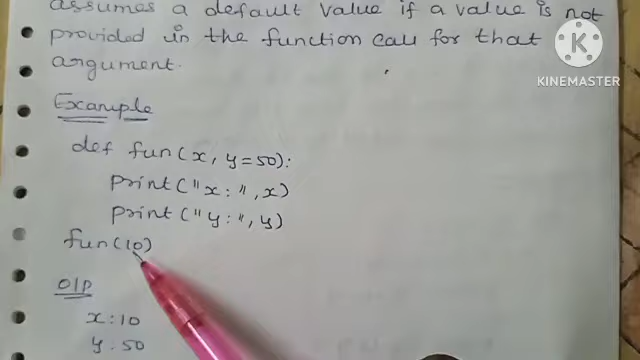 assumes a default value if a value is not
provided in the function call for that
argument.
KINEMASTER
Example
def fun(x, y=50):
print("x:", x)
print("y:", y)
fun(10)
O/P
x:10
y:50